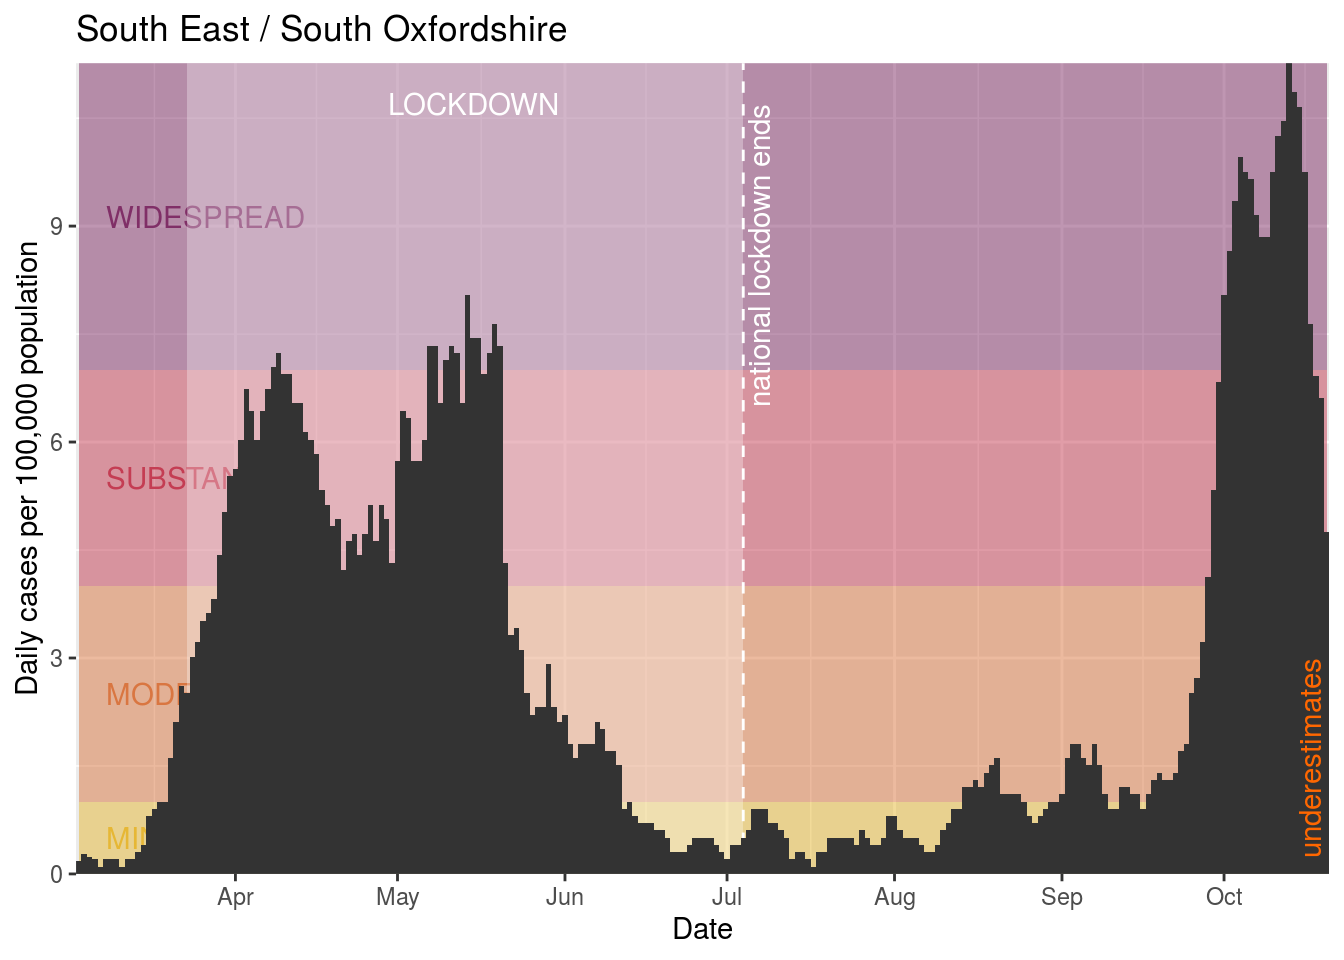 South East / South Oxfordshire
LOCKDOWN
national lockdown ends
WIDESPREAD
SUBSTAN
MODE
MIN
underestimates
Daily cases per 100,000 population
9
6
3
0
Apr May Jun Jul Aug Sep Oct
Date